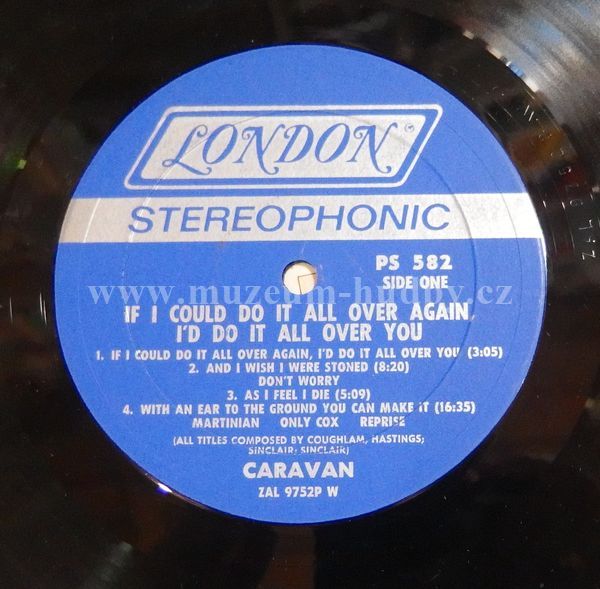 LONDON
STEREOPHONIC
PS 582
SIDE ONE
www.muzeum-hudby.cz
IF I COULD DO IT ALL OVER AGAIN,
I'D DO IT ALL OVER YOU
1. IF I COULD DO IT ALL OVER AGAIN, I'D DO IT ALL OVER YOU (3:05)
2. AND I WISH I WERE STONED (8:20)
DON'T WORRY
3. AS I FEEL I DIE (5:09)
4. WITH AN EAR TO THE GROUND YOU CAN MAKE IT (16:35)
MARTINIAN ONLY COX REPRISE
(ALL TITLES COMPOSED BY COUGHLAM, HASTINGS;
SINCLAIR; SINCLAIR)
CARAVAN
ZAL 9752P W